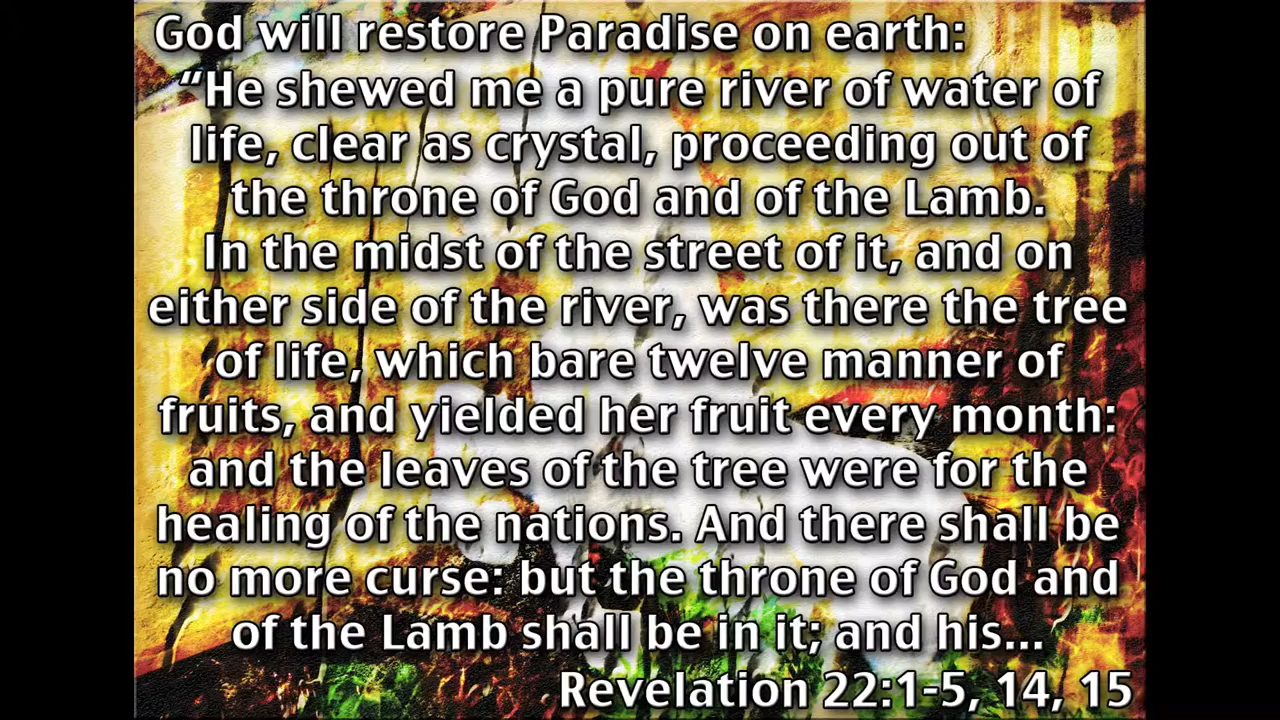 God will restore Paradise on earth:
“He shewed me a pure river of water of
life, clear as crystal, proceeding out of
the throne of God and of the Lamb.
In the midst of the street of it, and on
either side of the river, was there the tree
of life, which bare twelve manner of
fruits, and yielded her fruit every month:
and the leaves of the tree were for the
healing of the nations. And there shall be
no more curse: but the throne of God and
of the Lamb shall be in it; and his...
Revelation 22:1-5, 14, 15